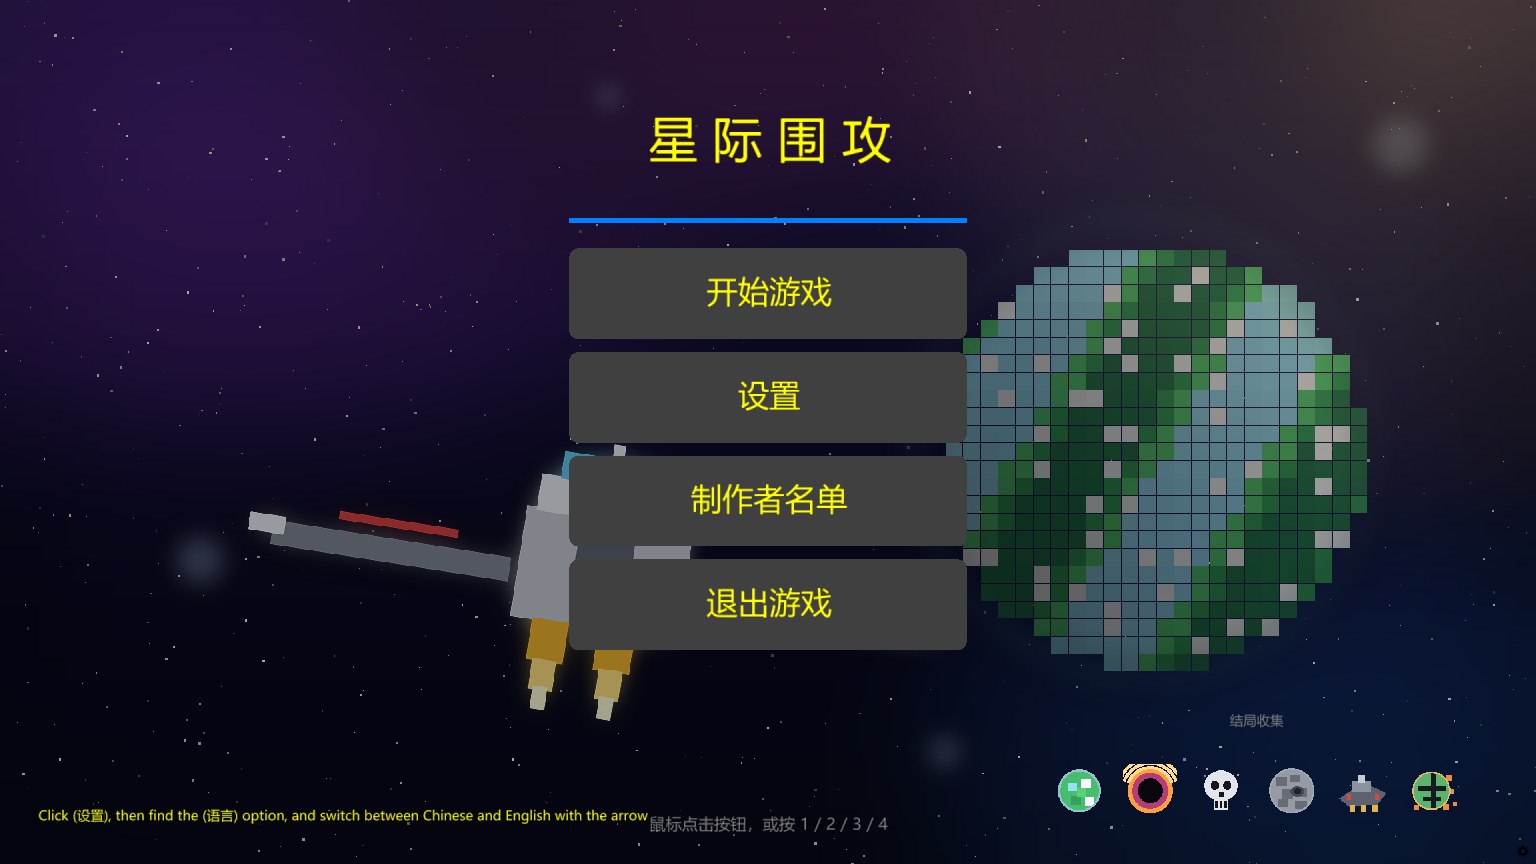 星际围攻
开始游戏
设置
制作者名单
退出游戏
结局收集
Click (设置), then find the (语言) option, and switch between Chinese and English with the arrow
鼠标点击按钮，或按 1 / 2 / 3 / 4